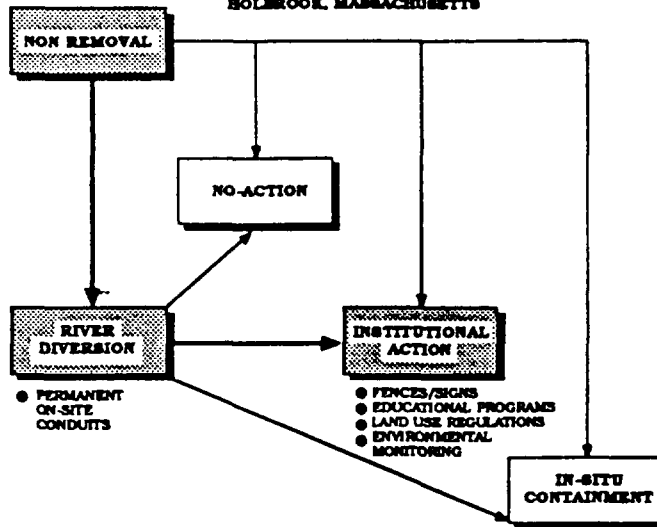 HOLBROOK, MASSACHUSETTS
NON REMOVAL
NO-ACTION
RIVER
DIVERSION
INSTITUTIONAL
ACTION
● PERMANENT
ON-SITE
CONDUITS
● FENCES/SIGNS
● EDUCATIONAL PROGRAMS
● LAND USE REGULATIONS
● ENVIRONMENTAL
MONITORING
IN-SITU
CONTAINMENT